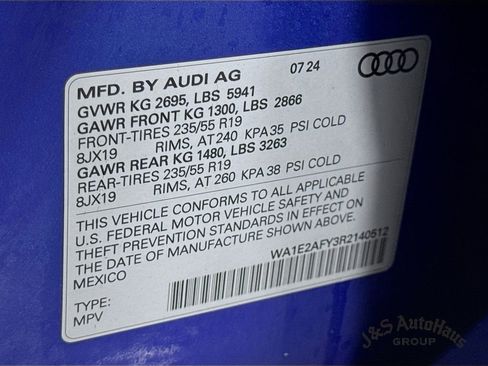 MFD. BY AUDI AG 07 24
GVWR KG 2695, LBS 5941
GAWR FRONT KG 1300, LBS 2866
FRONT-TIRES 235/55 R19
8JX19 RIMS, AT 240 KPA 35 PSI COLD
GAWR REAR KG 1480, LBS 3263
REAR-TIRES 235/55 R19
8JX19 RIMS, AT 260 KPA 38 PSI COLD
THIS VEHICLE CONFORMS TO ALL APPLICABLE
U.S. FEDERAL MOTOR VEHICLE SAFETY AND
THEFT PREVENTION STANDARDS IN EFFECT ON
THE DATE OF MANUFACTURE SHOWN ABOVE.
MEXICO
WA1E2AFY3R2140512
TYPE:
MPV
J&S AUTOHAUS
GROUP